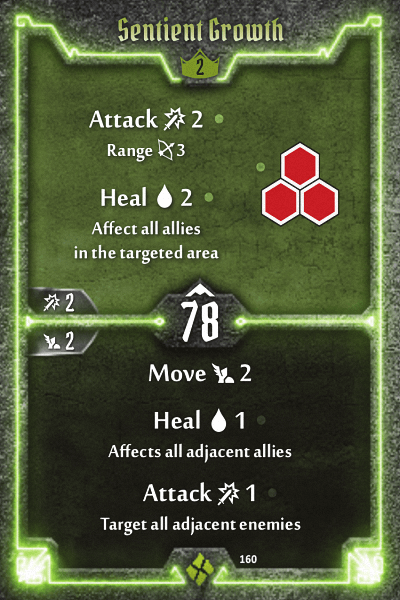 Sentient Growth
2
Attack 2
Range 3
Heal 2
Affect all allies
in the targeted area
2
78
2
Move 2
Heal 1
Affects all adjacent allies
Attack 1
Target all adjacent enemies
160